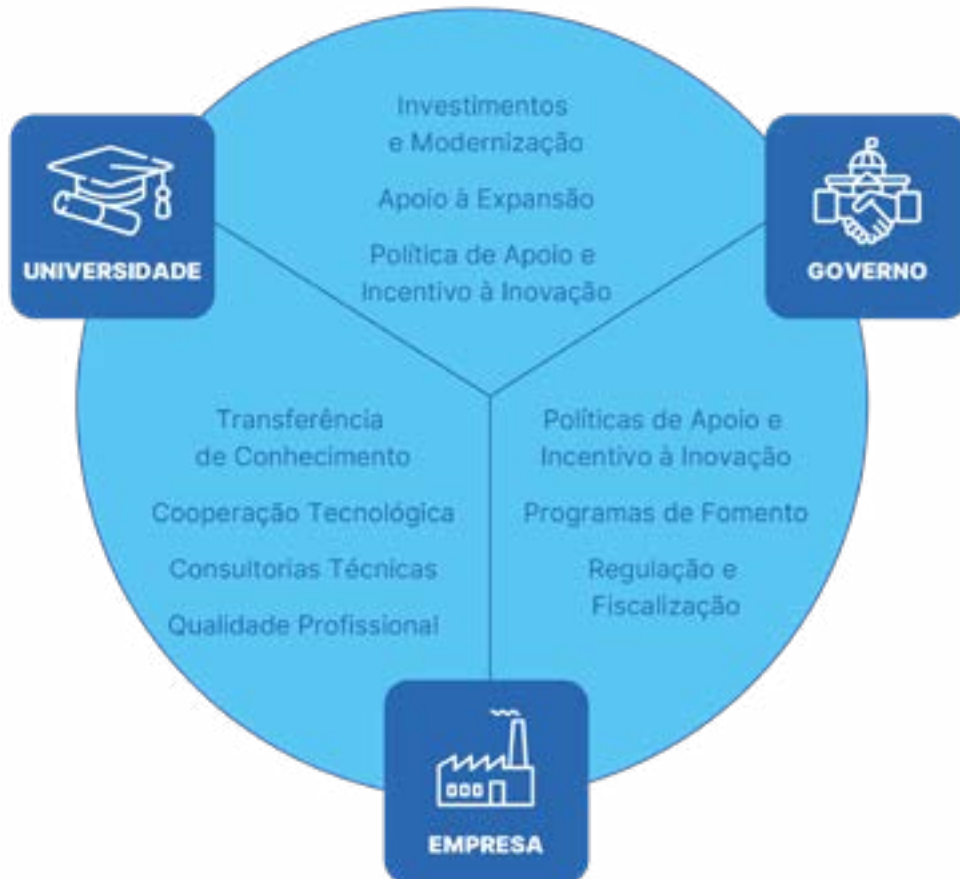 Investimentos
e Modernização
Apoio à Expansão
Política de Apoio e
Incentivo à Inovação
UNIVERSIDADE
GOVERNO
Transferência
de Conhecimento
Cooperação Tecnológica
Consultorias Técnicas
Qualidade Profissional
Políticas de Apoio e
Incentivo à Inovação
Programas de Fomento
Regulação e
Fiscalização
EMPRESA